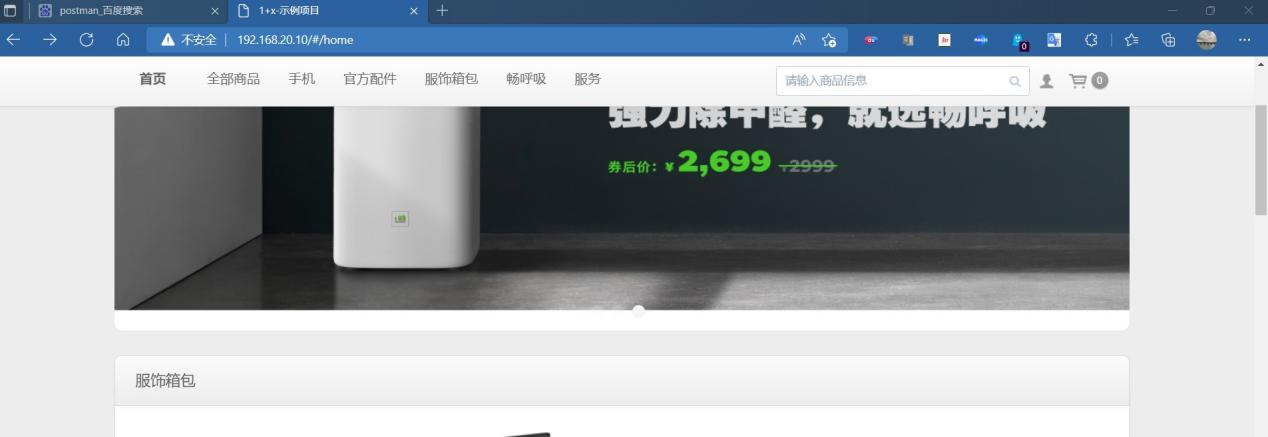 postman_百度搜索
1+x-示例项目
不安全 192.168.20.10/#/home
首页 全部商品 手机 官方配件 服饰箱包 畅呼吸 服务 请输入商品信息 0
强力除甲醛，就选畅呼吸
券后价：¥2,699 ¥2999
服饰箱包